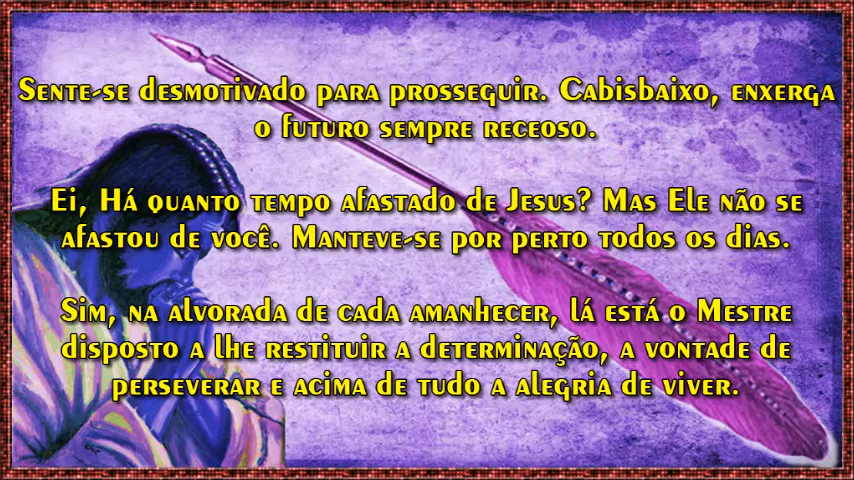 Sente-se desmotivado para prosseguir. Cabisbaixo, enxerga
o futuro sempre receoso.
Ei, Há quanto tempo afastado de Jesus? Mas Ele não se
afastou de você. Manteve-se por perto todos os dias.
Sim, na alvorada de cada amanhecer, lá está o Mestre
disposto a lhe restituir a determinação, a vontade de
perseverar e acima de tudo a alegria de viver.